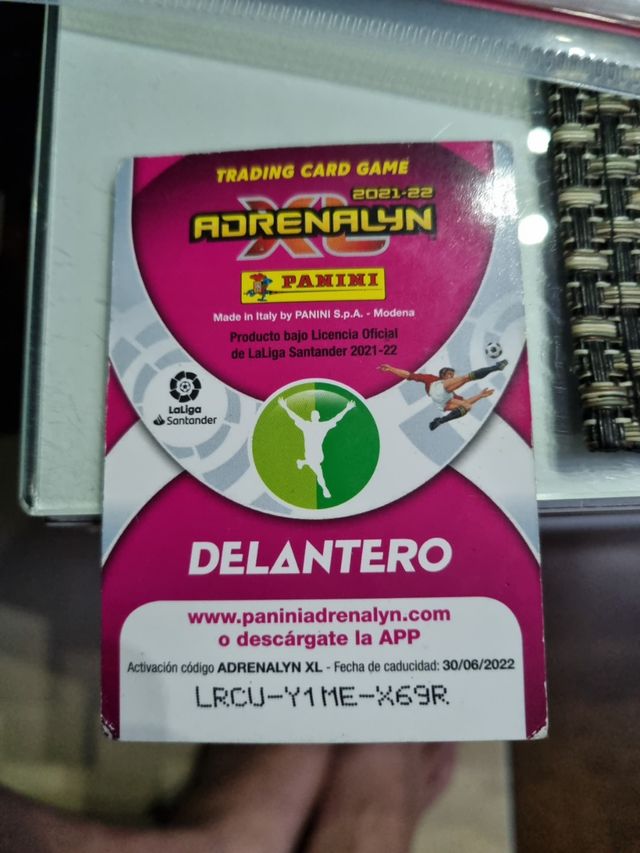 TRADING CARD GAME
2021-22
ADRENALYN
XL
PANINI
Made in Italy by PANINI S.p.A. - Modena
Producto bajo Licencia Oficial
de LaLiga Santander 2021-22
LaLiga
Santander
DELANTERO
www.paniniadrenalyn.com
o descárgate la APP
Activación código ADRENALYN XL - Fecha de caducidad: 30/06/2022
LRCU-Y1ME-X69R